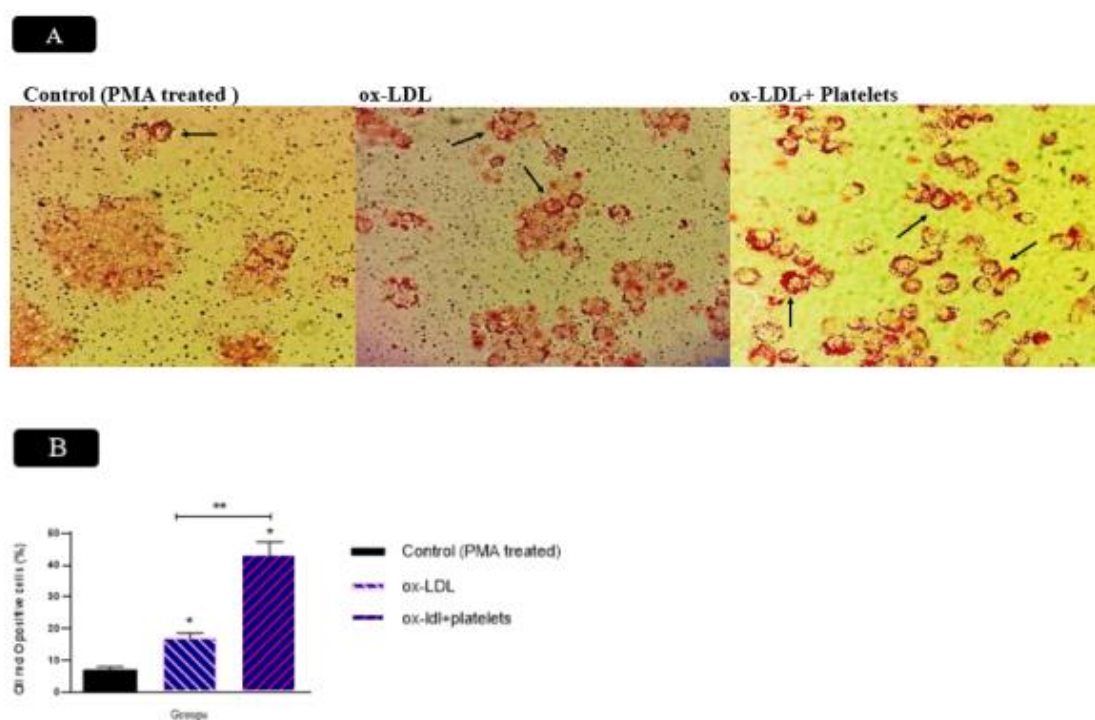 A
Control (PMA treated )
ox-LDL
ox-LDL+ Platelets
B
**
*
*
50
40
30
20
10
0
Oil red O positive cells (%)
Groups
Control (PMA treated)
ox-LDL
ox-ldl+platelets